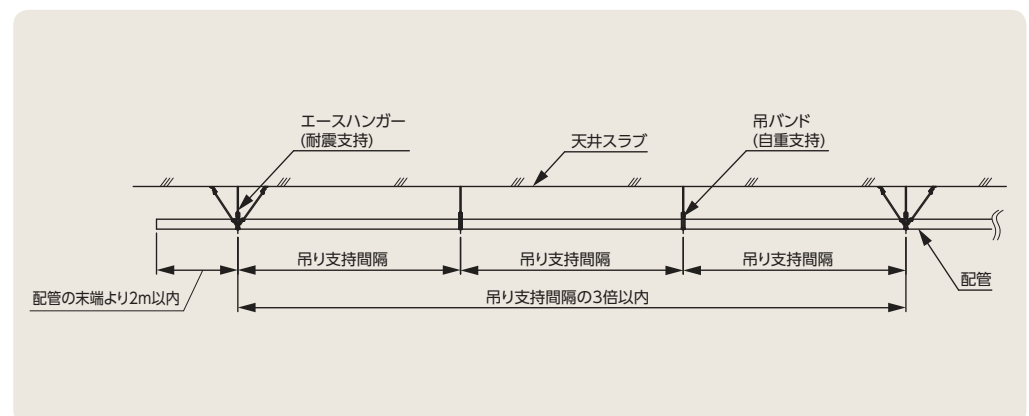 エースハンガー
(耐震支持)
天井スラブ
吊バンド
(自重支持)
吊り支持間隔
吊り支持間隔
吊り支持間隔
配管の末端より2m以内
吊り支持間隔の3倍以内
配管